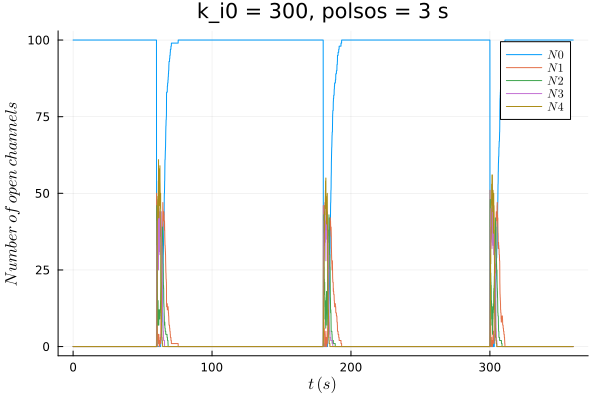 k_i0 = 300, polsos = 3 s
Number of open channels
100
75
50
25
0
N0
N1
N2
N3
N4
0 100 200 300
t (s)